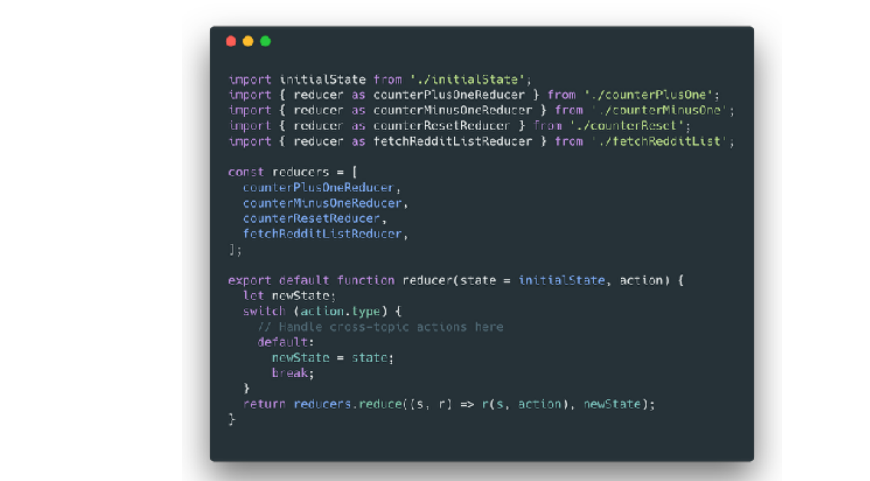 import initialState from './initialState';
import { reducer as counterPlusOneReducer } from './counterPlusOne';
import { reducer as counterMinusOneReducer } from './counterMinusOne';
import { reducer as counterResetReducer } from './counterReset';
import { reducer as fetchRedditListReducer } from './fetchRedditList';

const reducers = [
  counterPlusOneReducer,
  counterMinusOneReducer,
  counterResetReducer,
  fetchRedditListReducer,
];

export default function reducer(state = initialState, action) {
  let newState;
  switch (action.type) {
    // Handle cross-topic actions here
    default:
      newState = state;
      break;
  }
  return reducers.reduce((s, r) => r(s, action), newState);
}